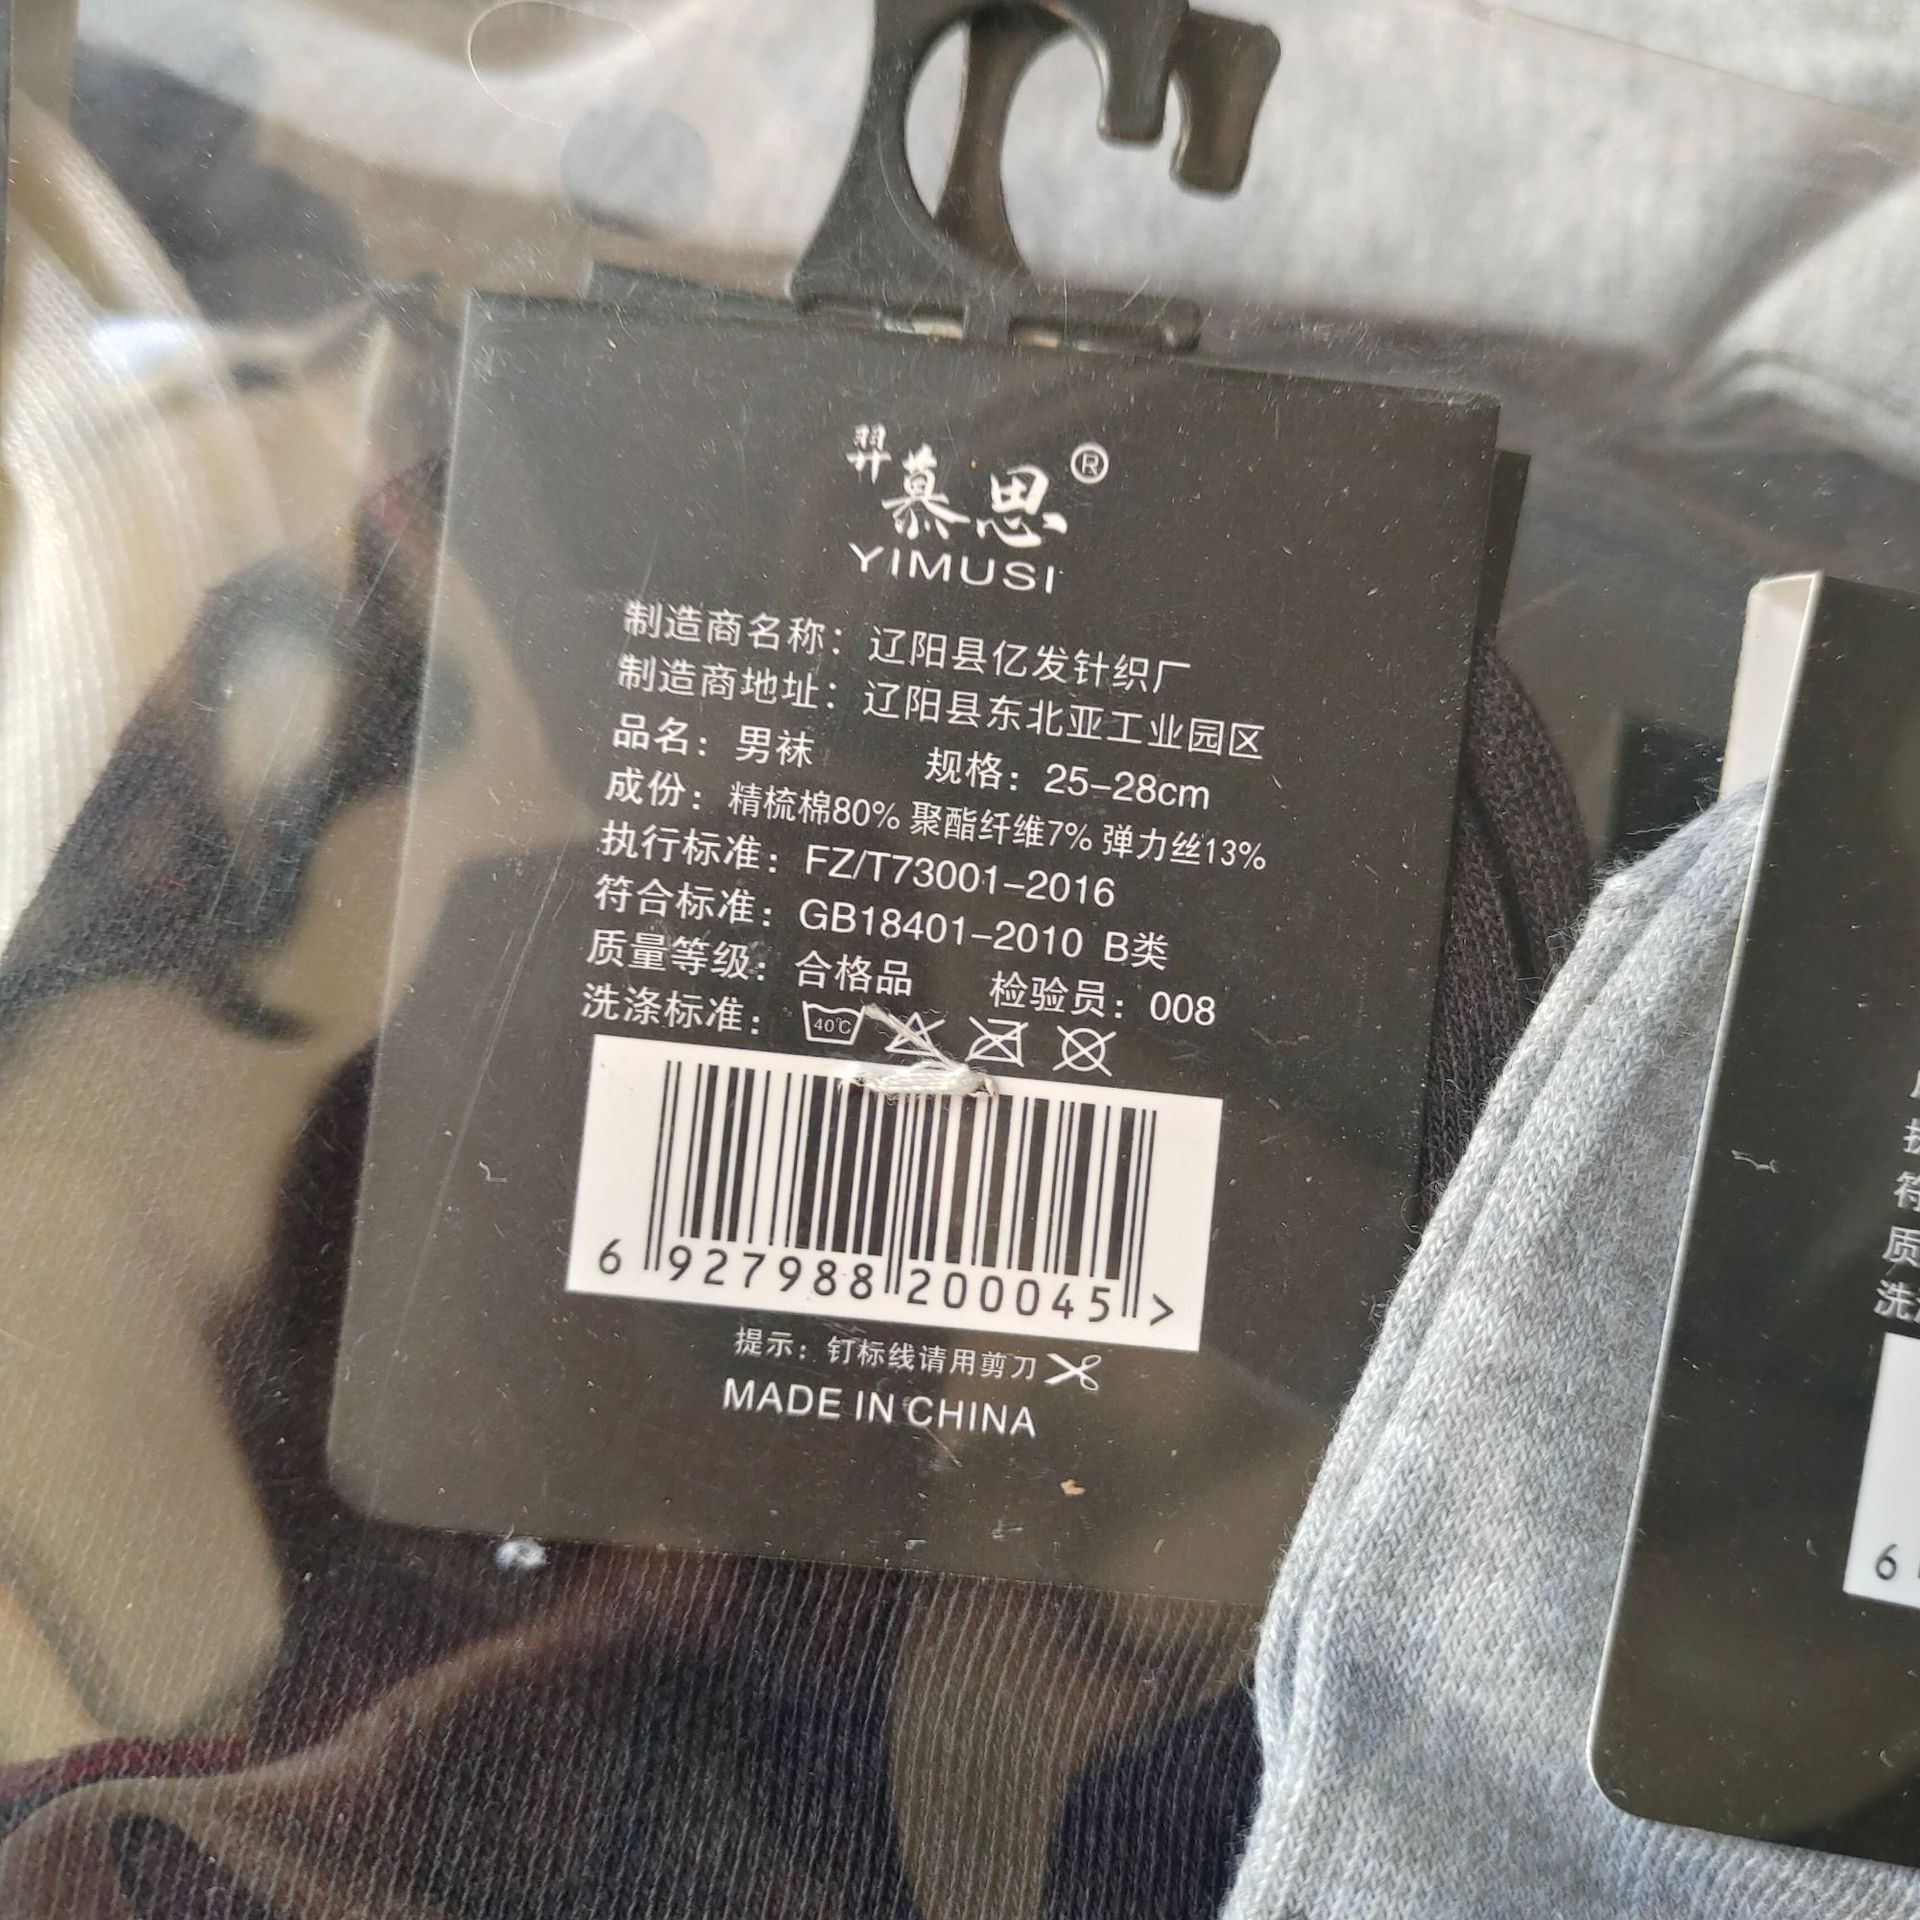 羿慕思®
YIMUSI
制造商名称：辽阳县亿发针织厂
制造商地址：辽阳县东北亚工业园区
品名：男袜 规格：25-28cm
成份：精梳棉80% 聚酯纤维7% 弹力丝13%
执行标准：FZ/T73001-2016
符合标准：GB18401-2010 B类
质量等级：合格品 检验员：008
洗涤标准：40℃
6 927988 200045 >
提示：钉标线请用剪刀
MADE IN CHINA
执
符
质
洗
6